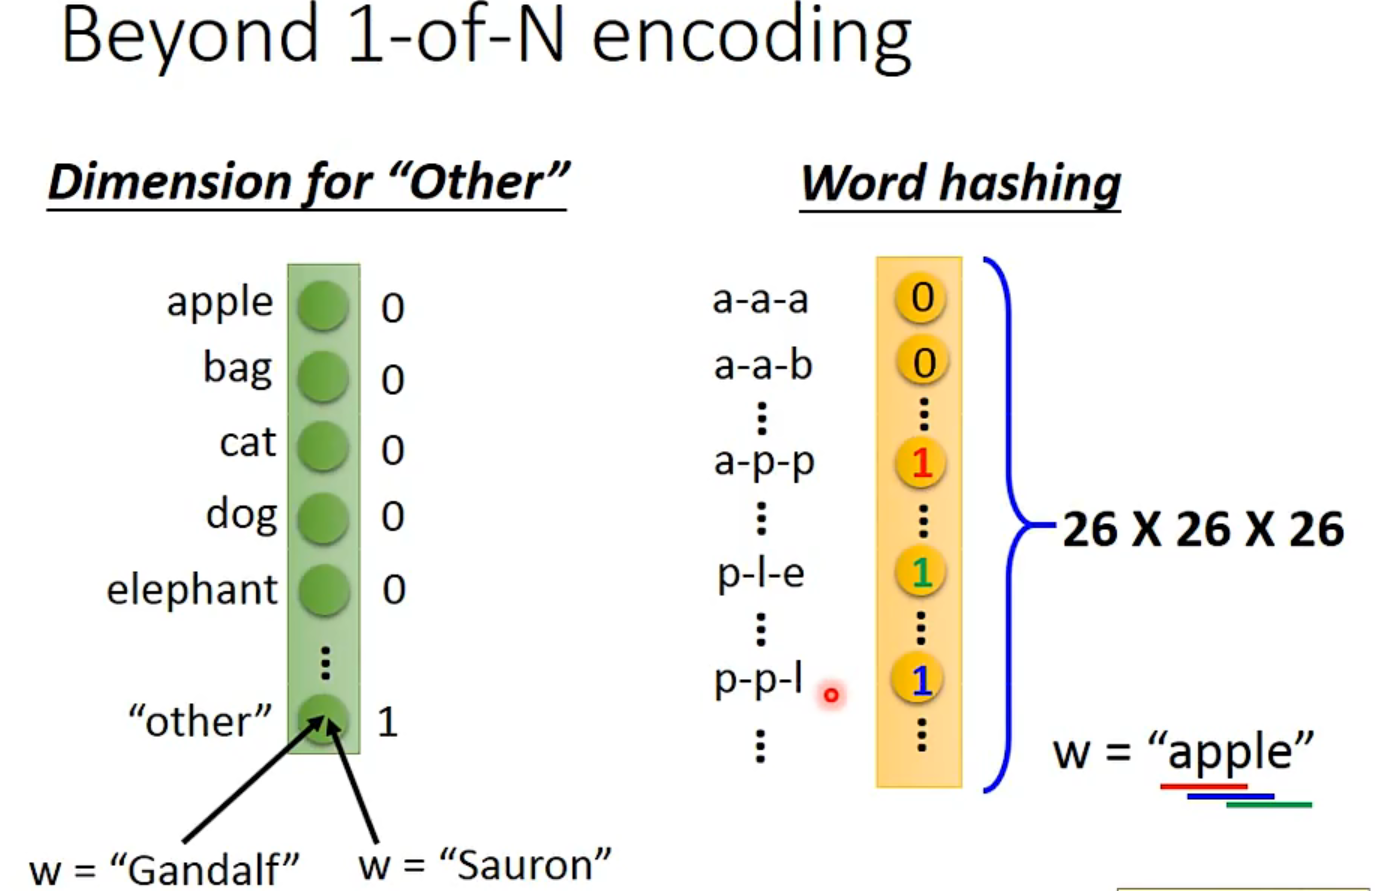 Beyond 1-of-N encoding
Dimension for “Other”
apple 0
bag 0
cat 0
dog 0
elephant 0
“other” 1
w = “Gandalf” w = “Sauron”
Word hashing
a-a-a 0
a-a-b 0
a-p-p 1
p-l-e 1
p-p-l 1
26 X 26 X 26
w = “apple”